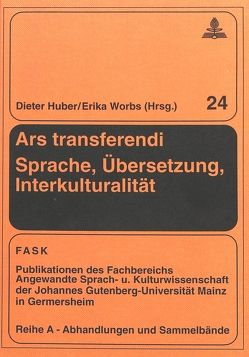 Dieter Huber/Erika Worbs (Hrsg.)
24
Ars transferendi
Sprache, Übersetzung,
Interkulturalität
FASK
Publikationen des Fachbereichs
Angewandte Sprach- u. Kulturwissenschaft
der Johannes Gutenberg-Universität Mainz
in Germersheim
Reihe A - Abhandlungen und Sammelbände